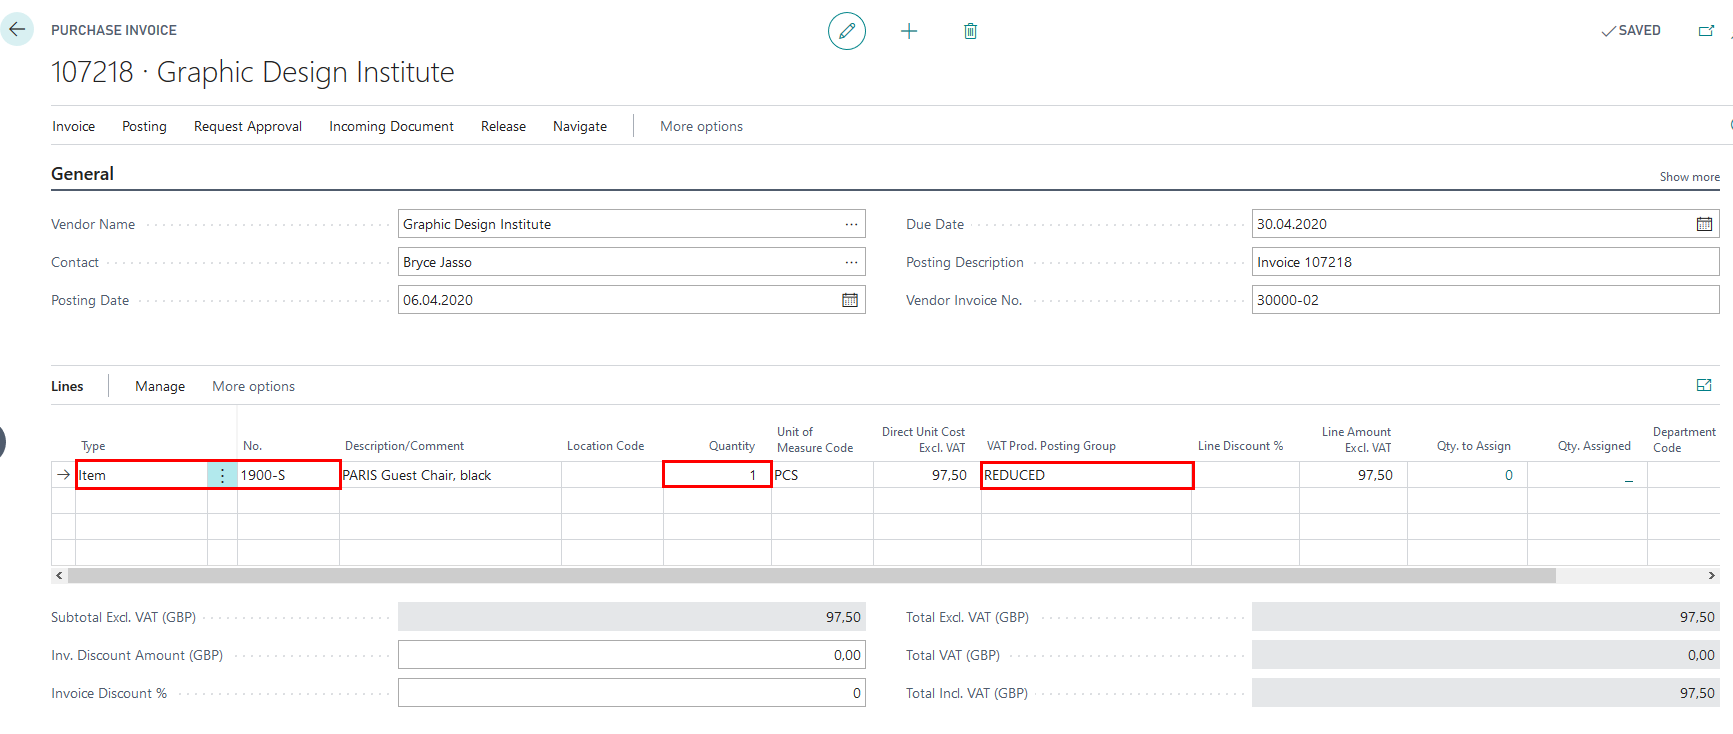 PURCHASE INVOICE
SAVED
107218 · Graphic Design Institute
Invoice Posting Request Approval Incoming Document Release Navigate More options
General
Show more
Vendor Name Graphic Design Institute ···
Due Date 30.04.2020
Contact Bryce Jasso ···
Posting Description Invoice 107218
Posting Date 06.04.2020
Vendor Invoice No. 30000-02
Lines Manage More options
Type No. Description/Comment Location Code Quantity Unit of Measure Code Direct Unit Cost Excl. VAT VAT Prod. Posting Group Line Discount % Line Amount Excl. VAT Qty. to Assign Qty. Assigned Department Code
Item 1900-S PARIS Guest Chair, black 1 PCS 97,50 REDUCED 97,50 0 _
Subtotal Excl. VAT (GBP) 97,50
Total Excl. VAT (GBP) 97,50
Inv. Discount Amount (GBP) 0,00
Total VAT (GBP) 0,00
Invoice Discount % 0
Total Incl. VAT (GBP) 97,50